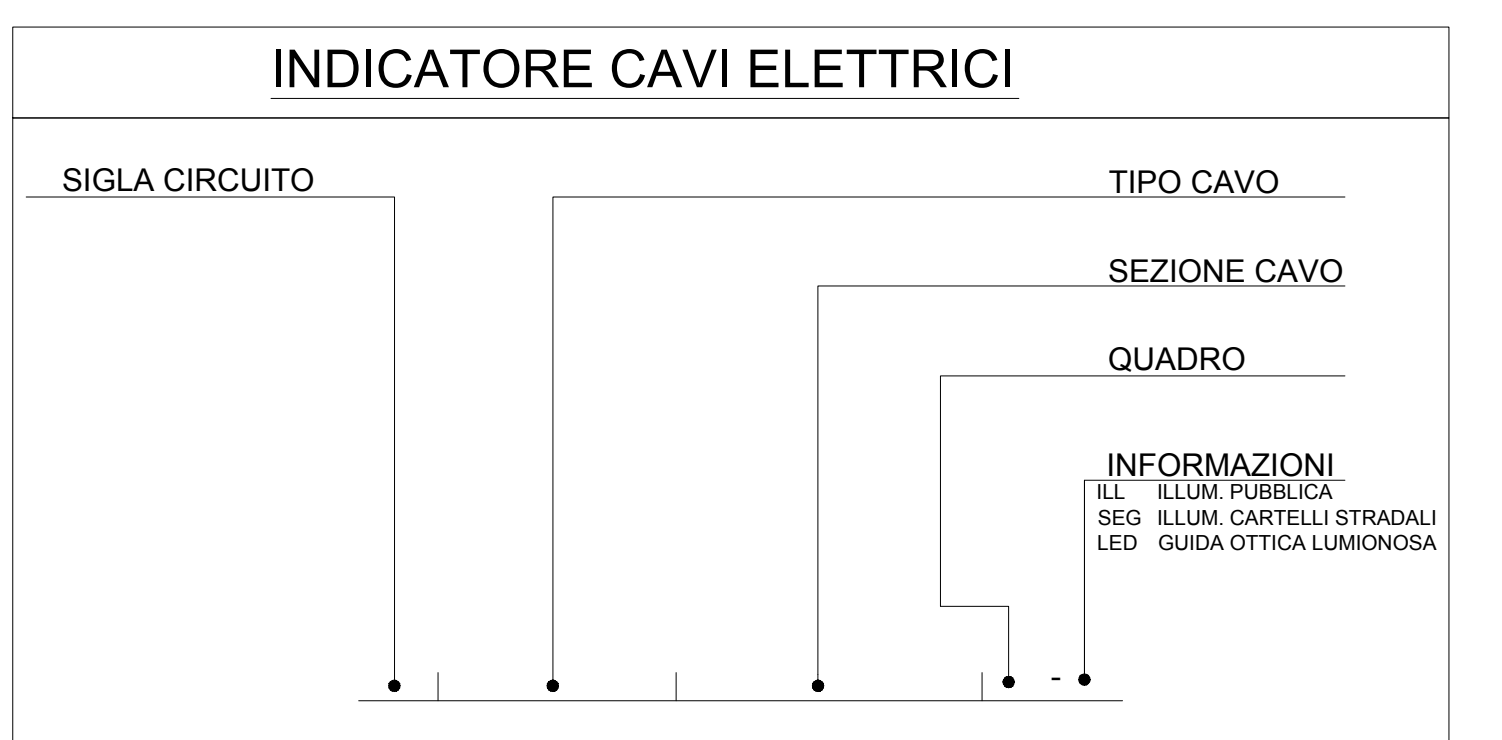 INDICATORE CAVI ELETTRICI
SIGLA CIRCUITO
TIPO CAVO
SEZIONE CAVO
QUADRO
INFORMAZIONI
ILL ILLUM. PUBBLICA
SEG ILLUM. CARTELLI STRADALI
LED GUIDA OTTICA LUMIONOSA
-